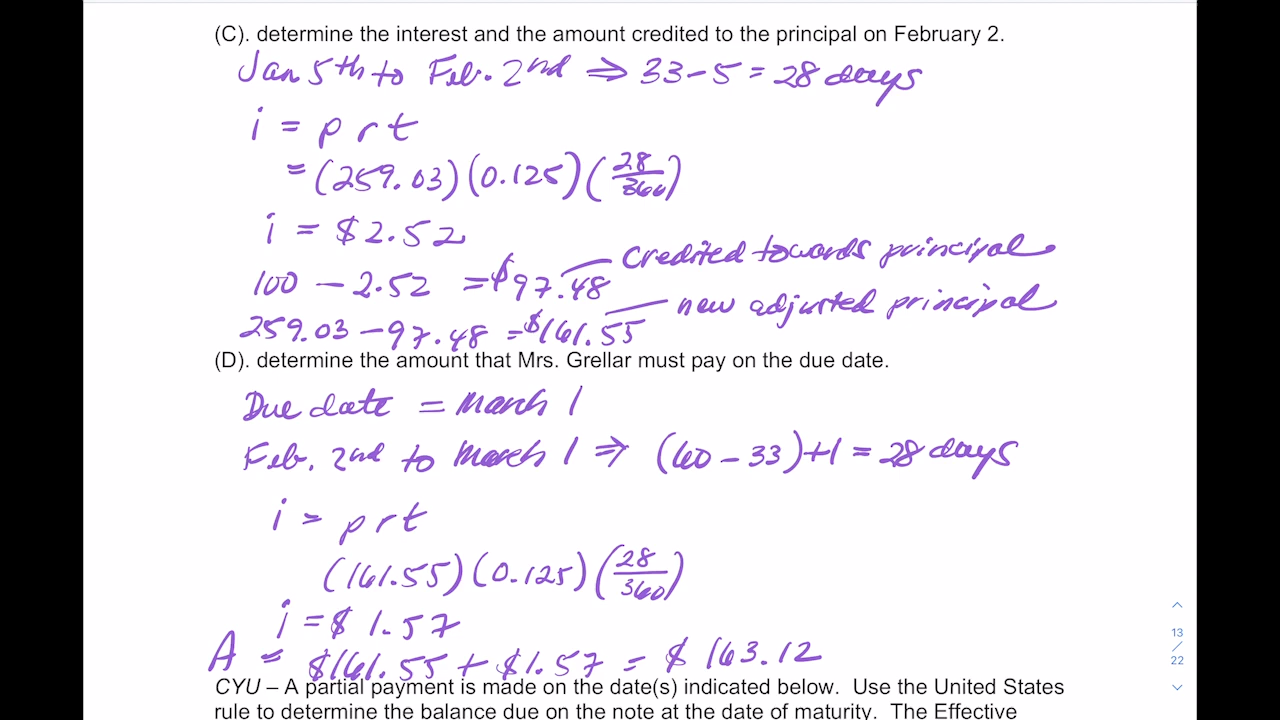 (C). determine the interest and the amount credited to the principal on February 2.
Jan 5th to Feb. 2nd ⇒ 33 - 5 = 28 days
i = p r t
= (259.03)(0.125)(28/360)
i = $2.52
100 - 2.52 = $97.48 credited towards principal
259.03 - 97.48 = $161.55 new adjusted principal
(D). determine the amount that Mrs. Grellar must pay on the due date.
Due date = March 1
Feb. 2nd to March 1 ⇒ (60 - 33) + 1 = 28 days
i = p r t
(161.55)(0.125)(28/360)
i = $1.57
A = $161.55 + $1.57 = $163.12
CYU – A partial payment is made on the date(s) indicated below. Use the United States
rule to determine the balance due on the note at the date of maturity. The Effective
13
/
22